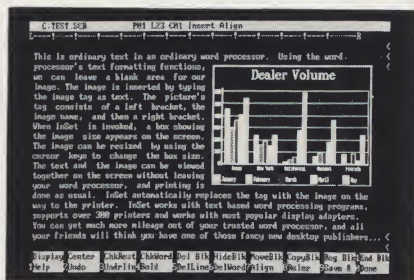 C:TEST.SCR P#1 L23 CM1 Insert Align
This is ordinary text in an ordinary word processor. Using the word
processor's text formatting functions,
we can leave a blank area for our
image. The image is inserted by typing
the image tag as text. The picture's
tag consists of a left bracket, the
image name, and then a right bracket.
When InSet is invoked, a box showing
the image size appears on the screen.
The image can be resized by using the
cursor keys to change the box size.
The text and the image can be viewed
together on the screen without leaving
your word processor, and printing is
done as usual. InSet automatically replaces the tag with the image on the
way to the printer. InSet works with text based word processing programs,
supports over 300 printers and works with most popular display adapters.
You can get much more mileage out of your trusted word processor, and all
your friends will think you have one of those fancy new desktop publishers...
Dealer Volume
New York
January February March April
Display Center ChkRest ChkWord Del Blk HideBlk MoveBlk CopyBlk Beg Blk End Blk
Help Undo Undrlin Bold DelLine DelWord Align Ruler Save & Done